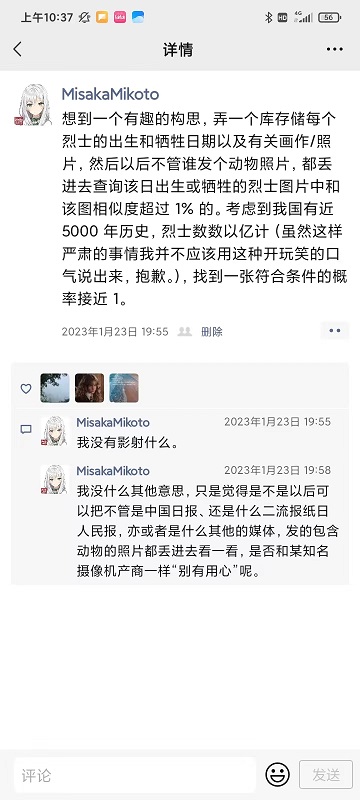 上午10:37
4G
56
详情
MisakaMikoto
想到一个有趣的构思，弄一个库存储每个
烈士的出生和牺牲日期以及有关画作/照
片，然后以后不管谁发个动物照片，都丢
进去查询该日出生或牺牲的烈士图片中和
该图相似度超过 1% 的。考虑到我国有近
5000 年历史，烈士数数以亿计（虽然这样
严肃的事情我并不应该用这种开玩笑的口
气说出来，抱歉。），找到一张符合条件的概
率接近 1。
2023年1月23日 19:55 删除
MisakaMikoto 2023年1月23日 19:55
我没有影射什么。
MisakaMikoto 2023年1月23日 19:58
我没什么其他意思，只是觉得是不是以后可
以把不管是中国日报、还是什么二流报纸日
人民报，亦或者是什么其他的媒体，发的包含
动物的照片都丢进去看一看，是否和某知名
摄像机产商一样“别有用心”呢。
评论
发送